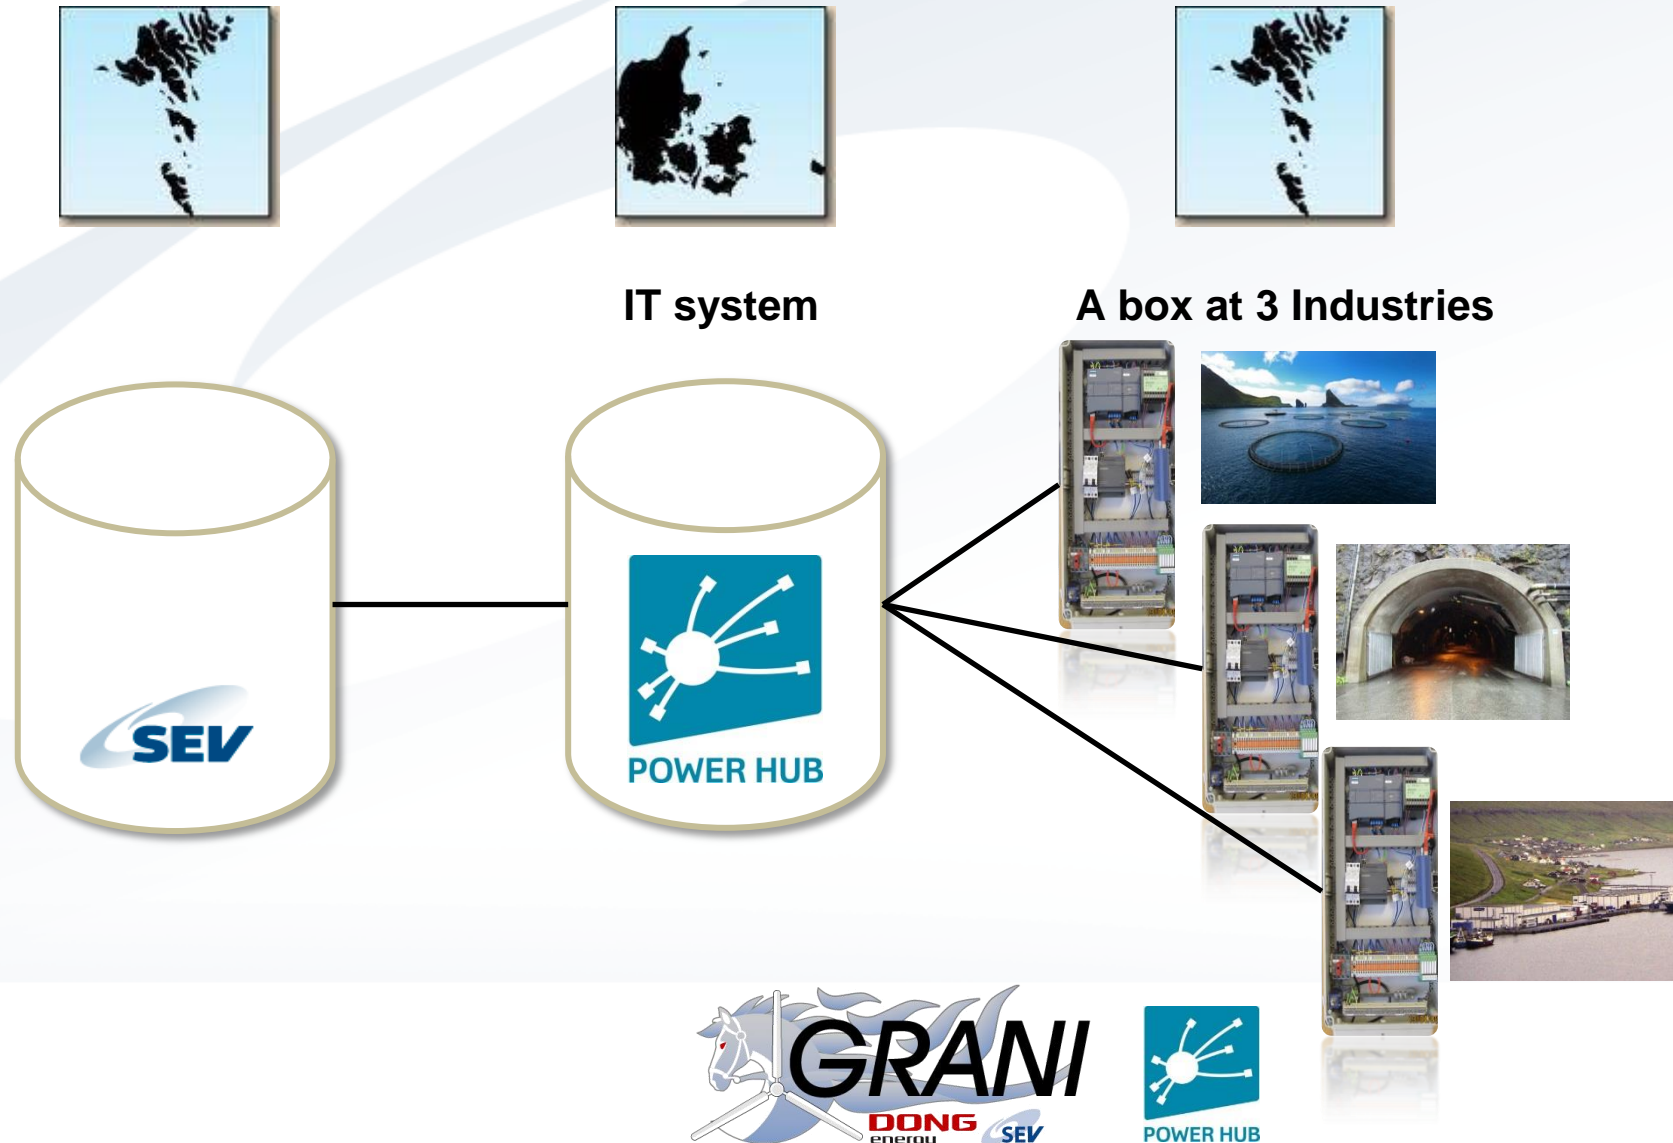 IT system
A box at 3 Industries
SEV
POWER HUB
GRANI
DONG
energy
SEV
POWER HUB